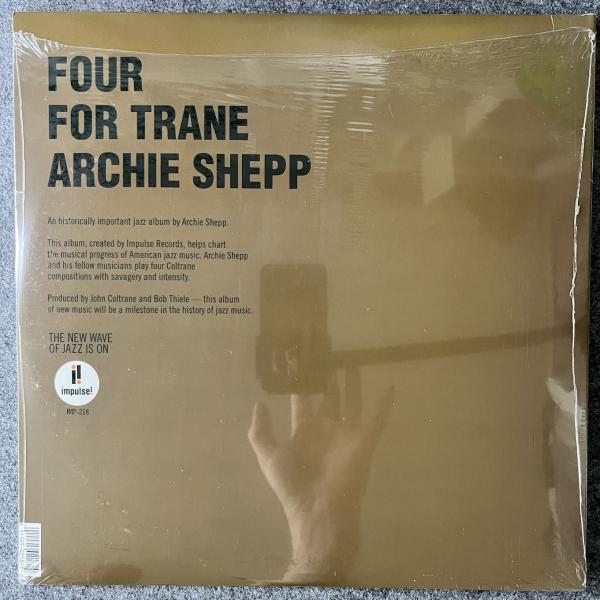 FOUR
FOR TRANE
ARCHIE SHEPP
An historically important jazz album by Archie Shepp.
This album, created by Impulse Records, helps chart
the musical progress of American jazz music. Archie Shepp
and his fellow musicians play four Coltrane
compositions with savagery and intensity.
Produced by John Coltrane and Bob Thiele — this album
of new music will be a milestone in the history of jazz music.
THE NEW WAVE
OF JAZZ IS ON
impulse!
IMP-218